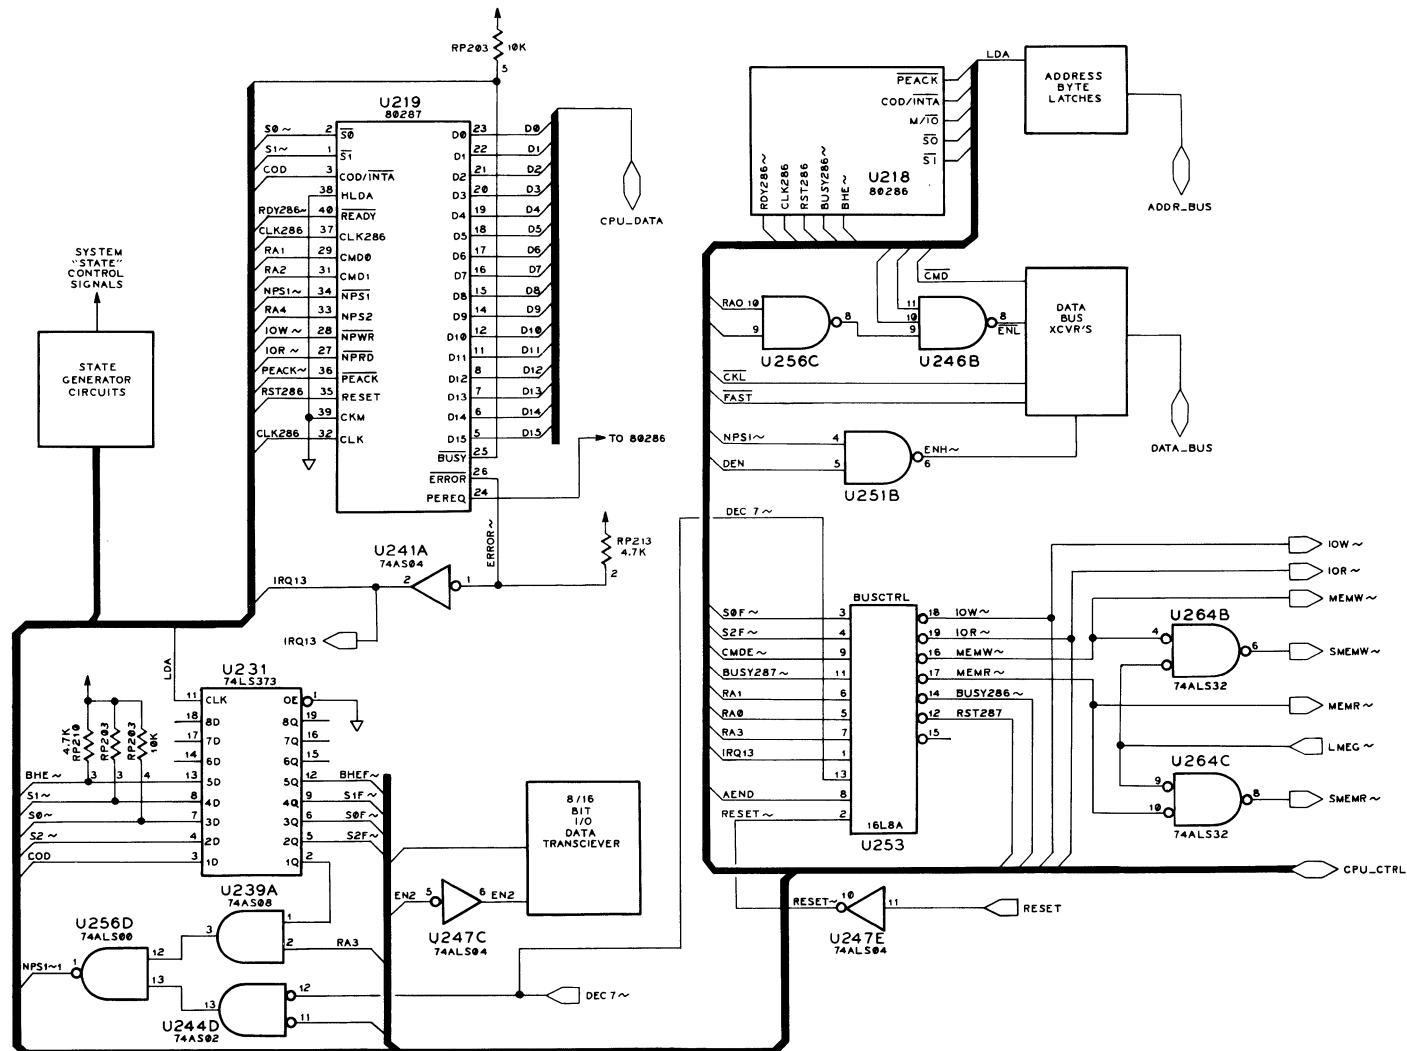 RP203 10K
5
U219
80287
S0~ 2 S0 D0 23 D0
S1~ 1 S1 D1 22 D1
COD 3 COD/INTA D2 21 D2
38 HLDA D3 20 D3
RDY286~ 40 READY D4 19 D4
CLK286 37 CLK286 D5 18 D5
RA1 29 CMD0 D6 17 D6
RA2 31 CMD1 D7 16 D7
NPS1~ 34 NPS1 D8 15 D8
RA4 33 NPS2 D9 14 D9
IOW~ 28 NPWR D10 12 D10
IOR~ 27 NPRD D11 11 D11
PEACK~ 36 PEACK D12 8 D12
RST286 35 RESET D13 7 D13
39 CKM D14 6 D14
CLK286 32 CLK D15 5 D15
BUSY 25
ERROR 26
PEREQ 24
CPU_DATA
TO 80286
SYSTEM
"STATE"
CONTROL
SIGNALS
STATE
GENERATOR
CIRCUITS
ERROR~
RP213
4.7K
2
U241A
74AS04
IRQ13 2 1
IRQ13
LDA
U231
74LS373
11 CLK OE 1
18 8D 8Q 19
17 7D 7Q 16
14 6D 6Q 15
BHE~ 3 13 5D 5Q 12 BHEF~
S1~ 3 8 4D 4Q 9 S1F~
S0~ 4 7 3D 3Q 6 S0F~
S2~ 4 2D 2Q 5 S2F~
COD 3 1D 1Q 2
4.7K
RP210
RP203
RP203
10K
U239A
74AS08
1
2 RA3
3
U256D
74ALS00
NPS1~1 1 12
13
13 12
11
U244D
74AS02
DEC 7~
8/16
BIT
I/O
DATA
TRANSCIEVER
EN2 5 6 EN2
U247C
74ALS04
PEACK
COD/INTA
M/IO
S0
S1
U218
80286
RDY286~
CLK286
RST286
BUSY286~
BHE~
LDA
ADDRESS
BYTE
LATCHES
ADDR_BUS
CMD
RA0 10
9
8
U256C
11
10
9
8
ENL
U246B
DATA
BUS
XCVR'S
CKL
FAST
DATA_BUS
NPS1~ 4
DEN 5
ENH~
6
U251B
DEC 7~
BUSCTRL
S0F~ 3 18 IOW~
S2F~ 4 19 IOR~
CMDE~ 9 16 MEMW~
BUSY287~ 11 17 MEMR~
RA1 6 14 BUSY286~
RA0 5 12 RST287
RA3 7 15
IRQ13 1
13
AEND 8
RESET~ 2
16L8A
U253
IOW~
IOR~
MEMW~
U264B
4 6 SMEMW~
74ALS32
MEMR~
LMEG~
U264C
9
10
8 SMEMR~
74ALS32
CPU_CTRL
RESET~ 10 11 RESET
U247E
74ALS04